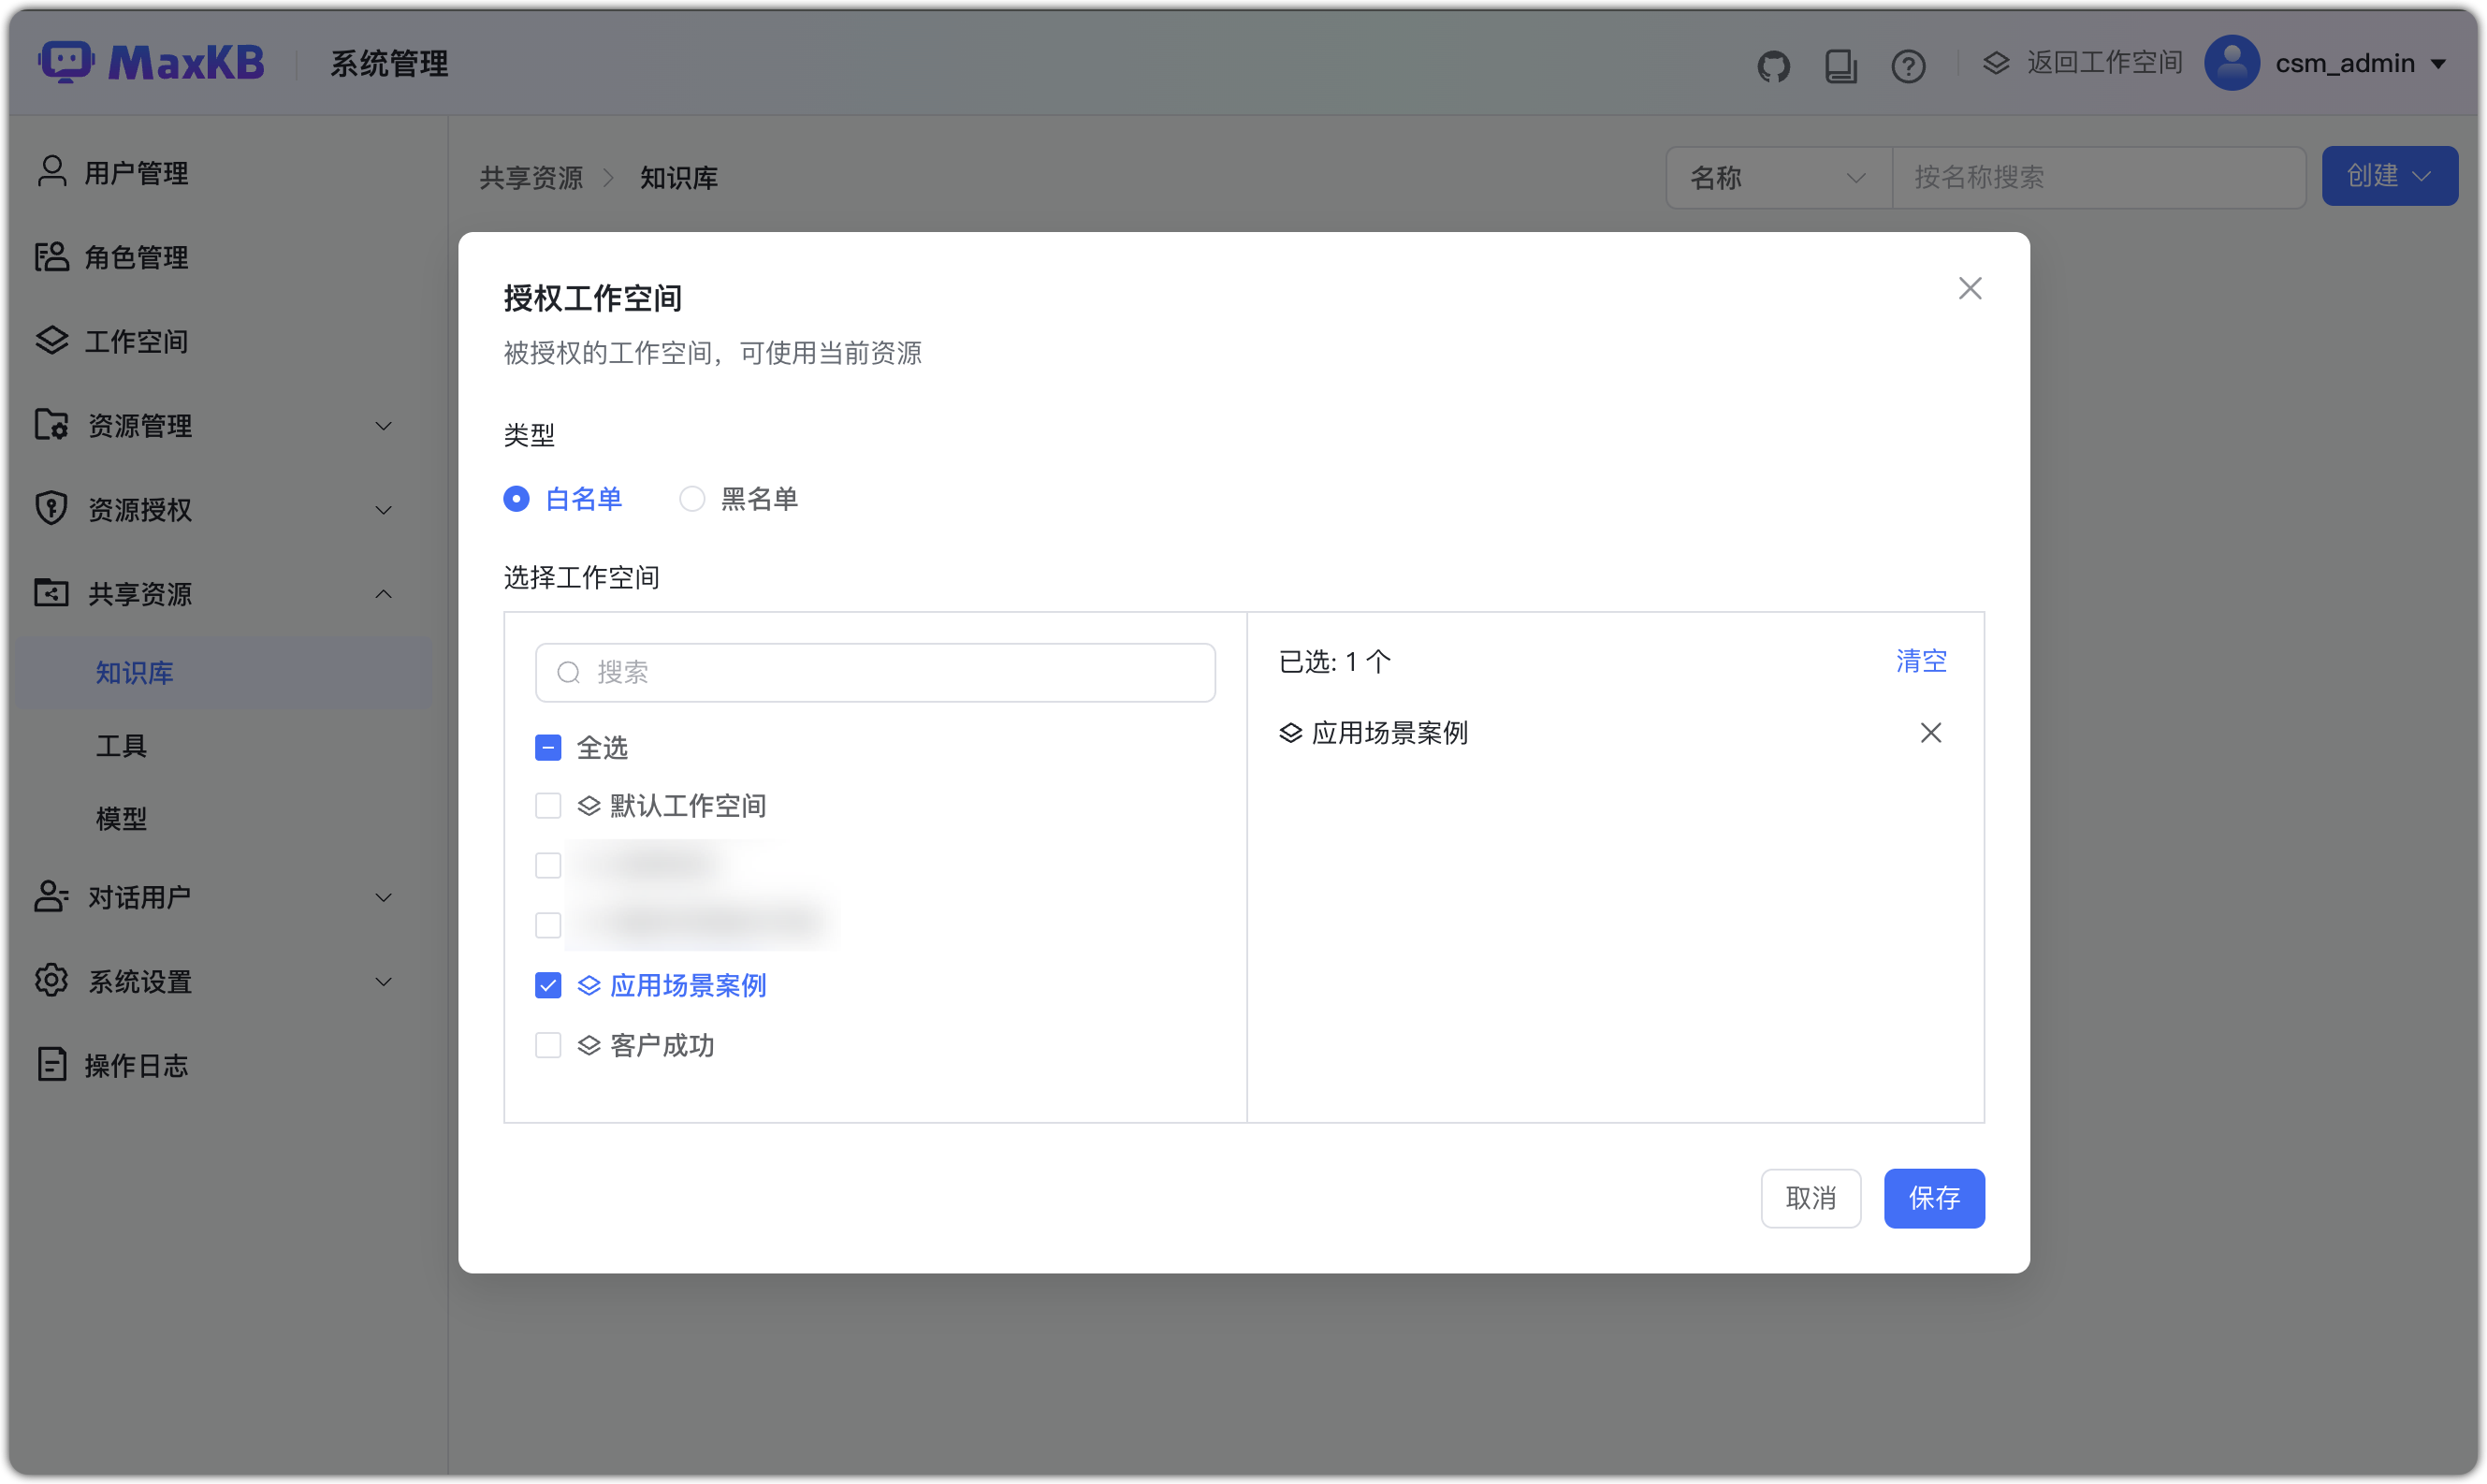 MaxKB
系统管理
返回工作空间
csm_admin
用户管理
角色管理
工作空间
资源管理
资源授权
共享资源
知识库
工具
模型
对话用户
系统设置
操作日志
共享资源 > 知识库
名称
按名称搜索
创建
授权工作空间
被授权的工作空间，可使用当前资源
类型
白名单
黑名单
选择工作空间
搜索
全选
默认工作空间
应用场景案例
客户成功
已选: 1 个
清空
应用场景案例
取消
保存